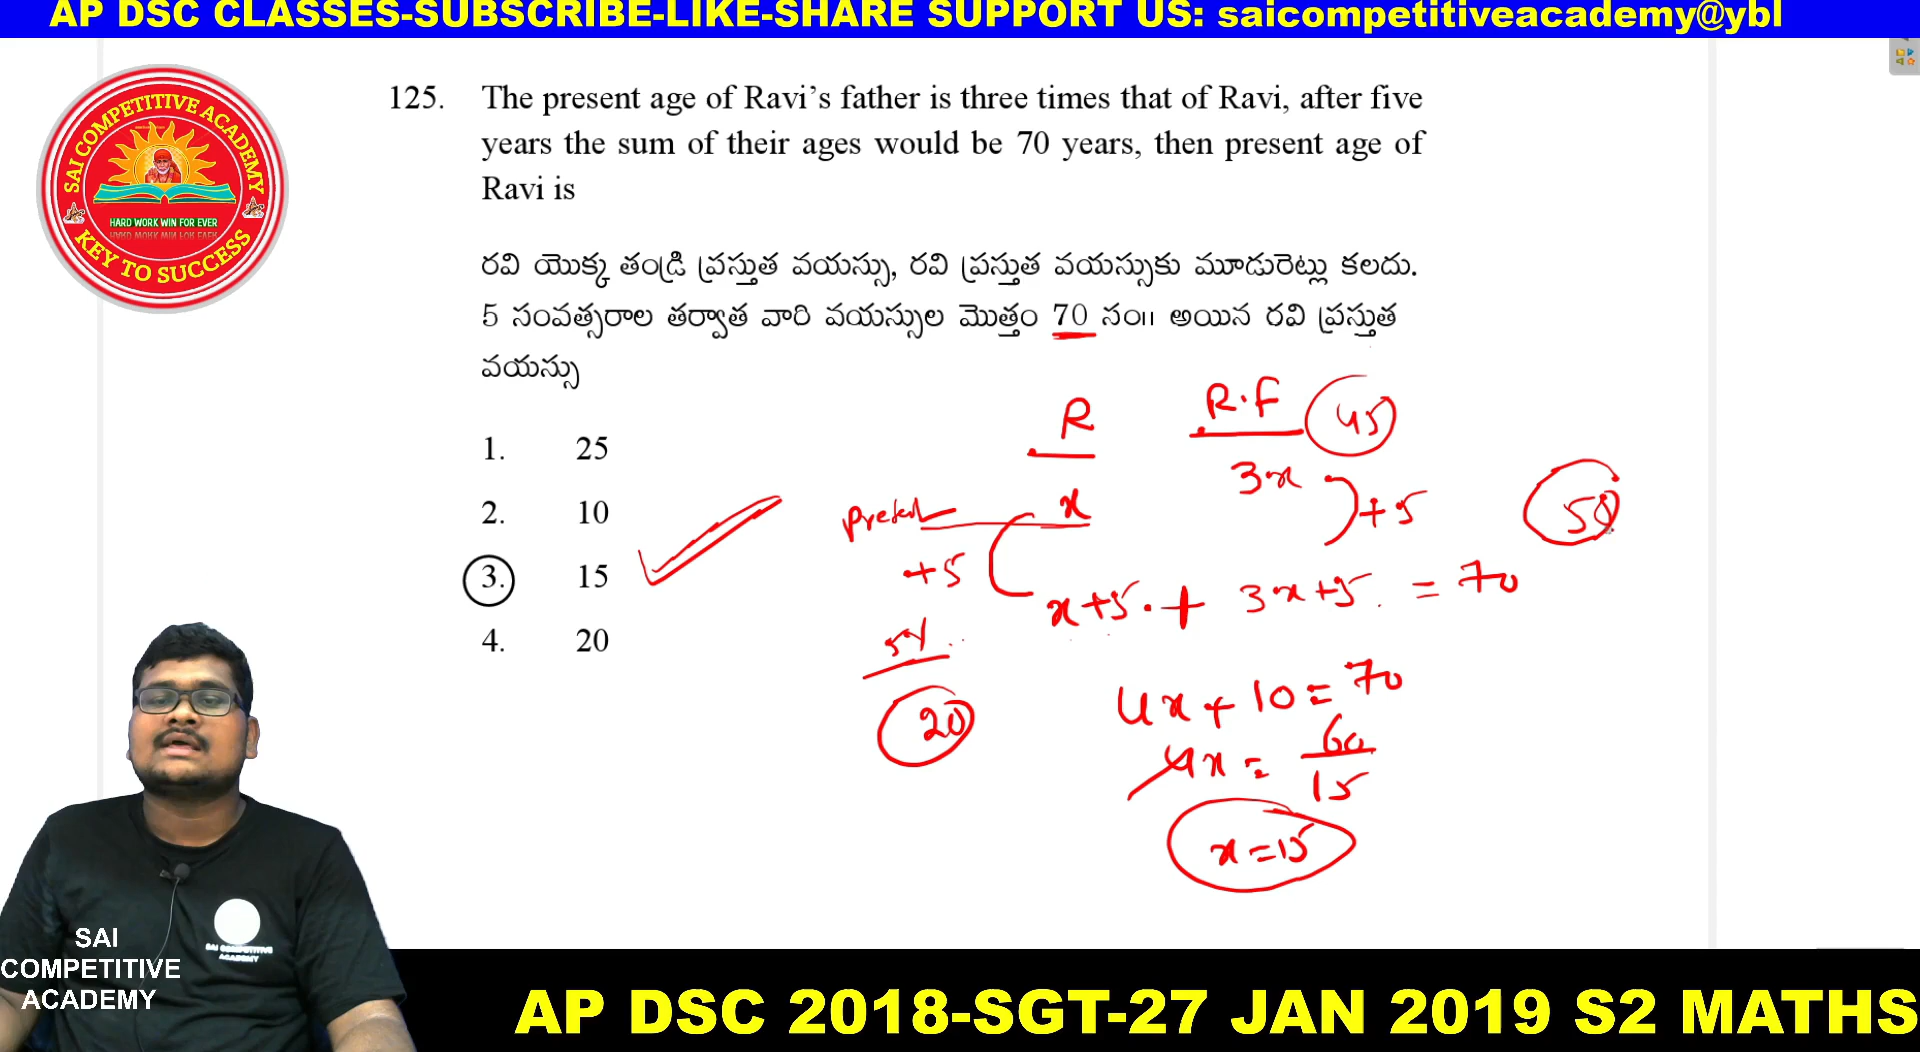 AP DSC CLASSES-SUBSCRIBE-LIKE-SHARE SUPPORT US: saicompetitiveacademy@ybl
SAI COMPETITIVE ACADEMY
HARD WORK WIN FOR EVER
KEY TO SUCCESS
125. The present age of Ravi's father is three times that of Ravi, after five
years the sum of their ages would be 70 years, then present age of
Ravi is
రవి యొక్క తండ్రి ప్రస్తుత వయస్సు, రవి ప్రస్తుత వయస్సుకు మూడురెట్లు కలదు.
5 సంవత్సరాల తర్వాత వారి వయస్సుల మొత్తం 70 సం॥ అయిన రవి ప్రస్తుత
వయస్సు
1. 25
2. 10
3. 15
4. 20
R R.F 45
x 3x
+5 +5 50
x+5 + 3x+5 = 70
20
4x + 10 = 70
4x = 60
15
x = 15
SAI COMPETITIVE
ACADEMY
SAI
COMPETITIVE
ACADEMY
AP DSC 2018-SGT-27 JAN 2019 S2 MATHS